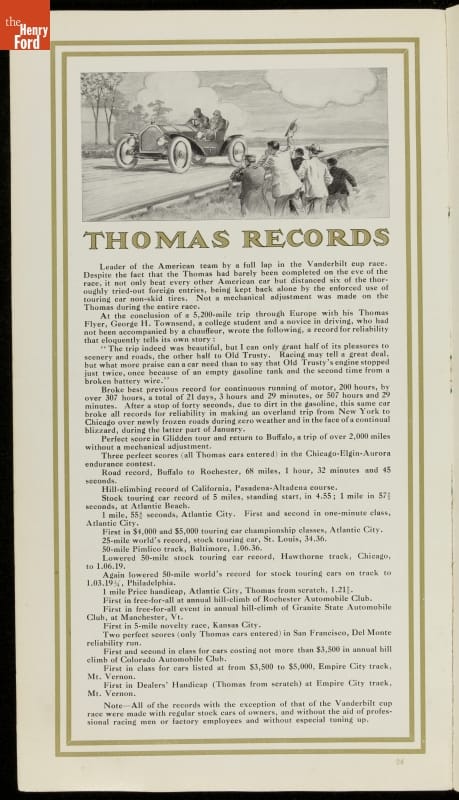 the
Henry
Ford
THOMAS RECORDS
Leader of the American team by a full lap in the Vanderbilt cup race.
Despite the fact that the Thomas had barely been completed on the eve of the
race, it not only beat every other American car but distanced six of the thor-
oughly tried-out foreign entries, being kept back alone by the enforced use of
touring car non-skid tires. Not a mechanical adjustment was made on the
Thomas during the entire race.
At the conclusion of a 5,200-mile trip through Europe with his Thomas
Flyer, George H. Townsend, a college student and a novice in driving, who had
not been accompanied by a chauffeur, wrote the following, a record for reliability
that eloquently tells its own story:
"The trip indeed was beautiful, but I can only grant half of its pleasures to
scenery and roads, the other half to Old Trusty. Racing may tell a great deal,
but what more praise can a car need than to say that Old Trusty's engine stopped
just twice, once because of an empty gasoline tank and the second time from a
broken battery wire."
Broke best previous record for continuous running of motor, 200 hours, by
over 307 hours, a total of 21 days, 3 hours and 29 minutes, or 507 hours and 29
minutes. After a stop of forty seconds, due to dirt in the gasoline, this same car
broke all records for reliability in making an overland trip from New York to
Chicago over newly frozen roads during zero weather and in the face of a continual
blizzard, during the latter part of January.
Perfect score in Glidden tour and return to Buffalo, a trip of over 2,000 miles
without a mechanical adjustment.
Three perfect scores (all Thomas cars entered) in the Chicago-Elgin-Aurora
endurance contest.
Road record, Buffalo to Rochester, 68 miles, 1 hour, 32 minutes and 45
seconds.
Hill-climbing record of California, Pasadena-Altadena course.
Stock touring car record of 5 miles, standing start, in 4.55; 1 mile in
seconds, at Atlantic Beach.
1 mile, seconds, Atlantic City. First and second in one-minute class,
Atlantic City.
First in $4,000 and $5,000 touring car championship classes, Atlantic City.
25-mile world's record, stock touring car, St. Louis, 34.36.
50-mile Pimlico track, Baltimore, 1.06.36.
Lowered 50-mile stock touring car record, Hawthorne track, Chicago,
to 1.06.19.
Again lowered 50-mile world's record for stock touring cars on track to
Philadelphia.
1 mile Price handicap, Atlantic City, Thomas from scratch,
First in free-for-all at annual hill-climb of Rochester Automobile Club.
First in free-for-all event in annual hill-climb of Granite State Automobile
Club, at Manchester, Vt.
First in 5-mile novelty race, Kansas City.
Two perfect scores (only Thomas cars entered) in San Francisco, Del Monte
reliability run.
First and second in class for cars costing not more than $3,500 in annual hill
climb of Colorado Automobile Club.
First in class for cars listed at from $3,500 to $5,000, Empire City track,
Mt. Vernon.
First in Dealers' Handicap (Thomas from scratch) at Empire City track,
Mt. Vernon.
Note—All of the records with the exception of that of the Vanderbilt cup
race were made with regular stock cars of owners, and without the aid of profes-
sional racing men or factory employees and without special tuning up.